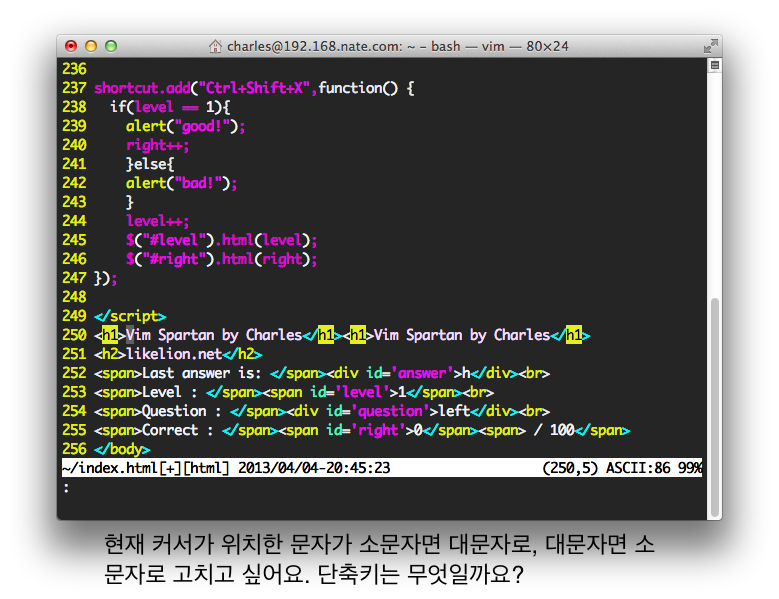 charles@192.168.nate.com: ~ – bash — vim — 80×24
236
237 shortcut.add("Ctrl+Shift+X",function() {
238   if(level == 1){
239     alert("good!");
240     right++;
241     }else{
242     alert("bad!");
243     }
244     level++;
245     $("#level").html(level);
246     $("#right").html(right);
247 });
248
249 </script>
250 <h1>Vim Spartan by Charles</h1><h1>Vim Spartan by Charles</h1>
251 <h2>likelion.net</h2>
252 <span>Last answer is: </span><div id='answer'>h</div><br>
253 <span>Level : </span><span id='level'>1</span><br>
254 <span>Question : </span><div id='question'>left</div><br>
255 <span>Correct : </span><span id='right'>0</span><span> / 100</span>
256 </body>
~/index.html[+][html] 2013/04/04-20:45:23 (250,5) ASCII:86 99%
:
현재 커서가 위치한 문자가 소문자면 대문자로, 대문자면 소
문자로 고치고 싶어요. 단축키는 무엇일까요?